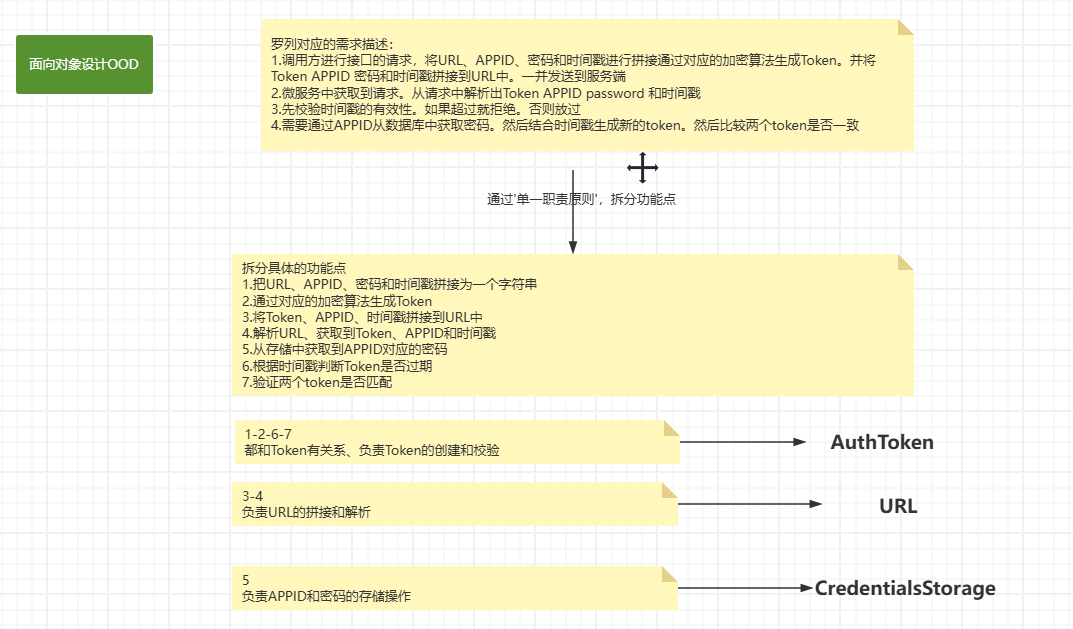 面向对象设计OOD
罗列对应的需求描述：
1.调用方进行接口的请求，将URL、APPID、密码和时间戳进行拼接通过对应的加密算法生成Token。并将
Token APPID 密码和时间戳拼接到URL中。一并发送到服务端
2.微服务中获取到请求。从请求中解析出Token APPID password 和时间戳
3.先校验时间戳的有效性。如果超过就拒绝。否则放过
4.需要通过APPID从数据库中获取密码。然后结合时间戳生成新的token。然后比较两个token是否一致
通过'单一职责原则'，拆分功能点
拆分具体的功能点
1.把URL、APPID、密码和时间戳拼接为一个字符串
2.通过对应的加密算法生成Token
3.将Token、APPID、时间戳拼接到URL中
4.解析URL、获取到Token、APPID和时间戳
5.从存储中获取到APPID对应的密码
6.根据时间戳判断Token是否过期
7.验证两个token是否匹配
1-2-6-7
都和Token有关系、负责Token的创建和校验
AuthToken
3-4
负责URL的拼接和解析
URL
5
负责APPID和密码的存储操作
CredentialsStorage